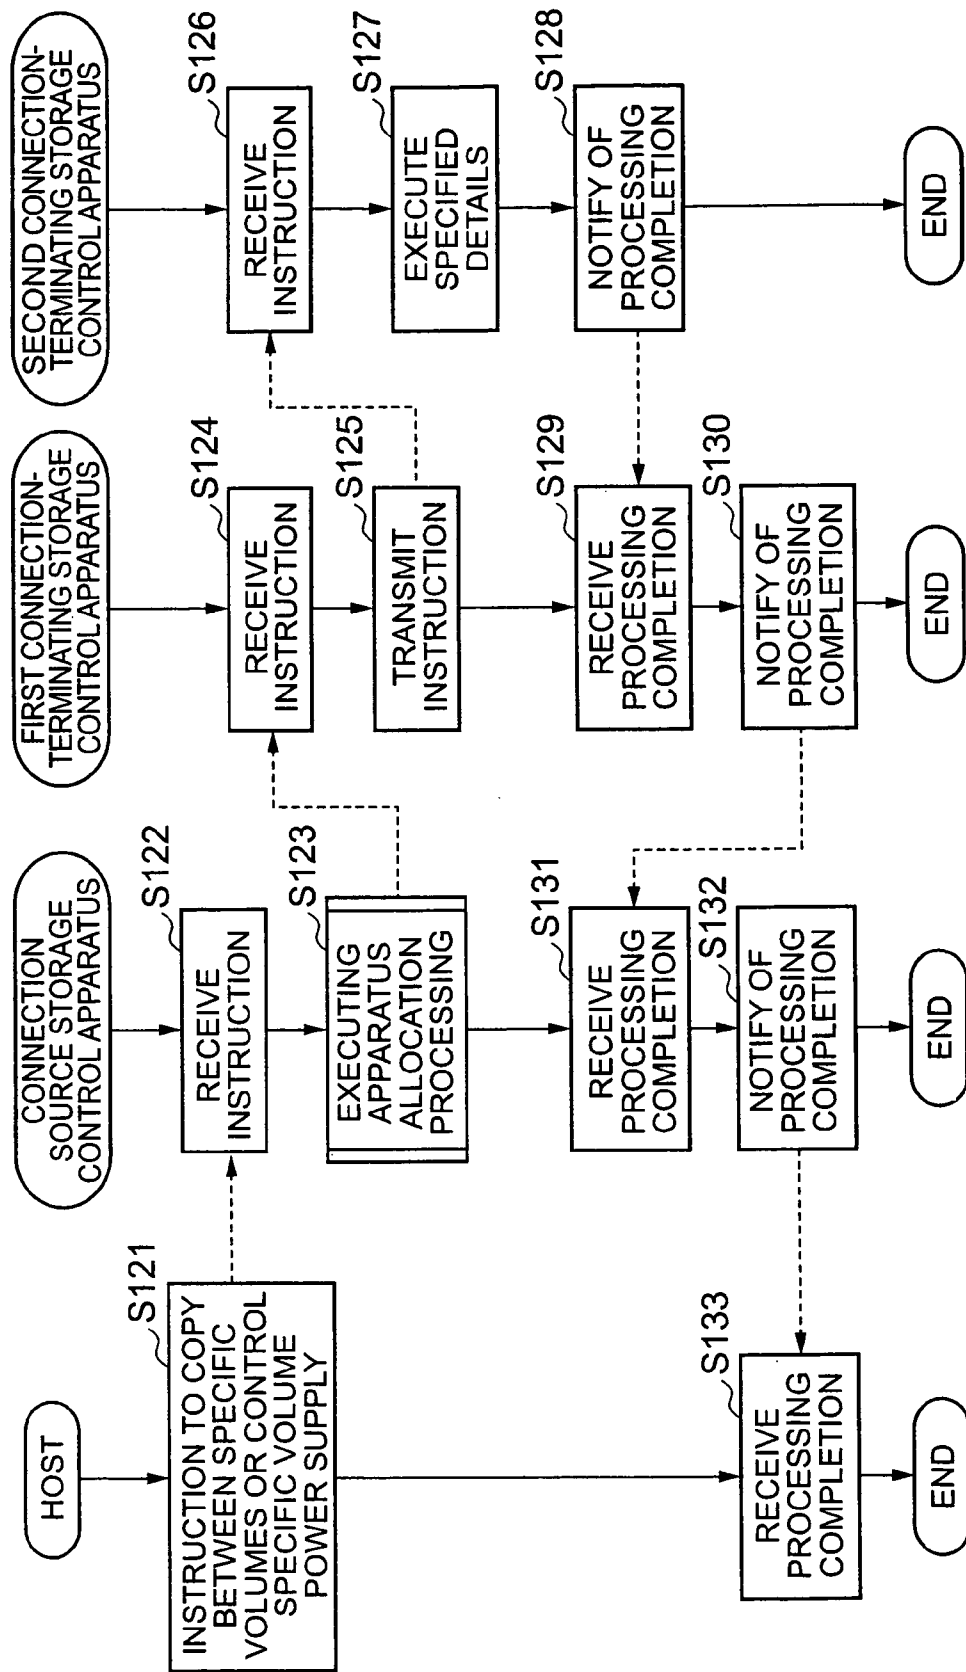 HOST
S121
INSTRUCTION TO COPY
BETWEEN SPECIFIC
VOLUMES OR CONTROL
SPECIFIC VOLUME
POWER SUPPLY
S133
RECEIVE
PROCESSING
COMPLETION
END
CONNECTION
SOURCE STORAGE
CONTROL APPARATUS
S122
RECEIVE
INSTRUCTION
S123
EXECUTING
APPARATUS
ALLOCATION
PROCESSING
S131
RECEIVE
PROCESSING
COMPLETION
S132
NOTIFY OF
PROCESSING
COMPLETION
END
FIRST CONNECTION-
TERMINATING STORAGE
CONTROL APPARATUS
S124
RECEIVE
INSTRUCTION
S125
TRANSMIT
INSTRUCTION
S129
RECEIVE
PROCESSING
COMPLETION
S130
NOTIFY OF
PROCESSING
COMPLETION
END
SECOND CONNECTION-
TERMINATING STORAGE
CONTROL APPARATUS
S126
RECEIVE
INSTRUCTION
S127
EXECUTE
SPECIFIED
DETAILS
S128
NOTIFY OF
PROCESSING
COMPLETION
END